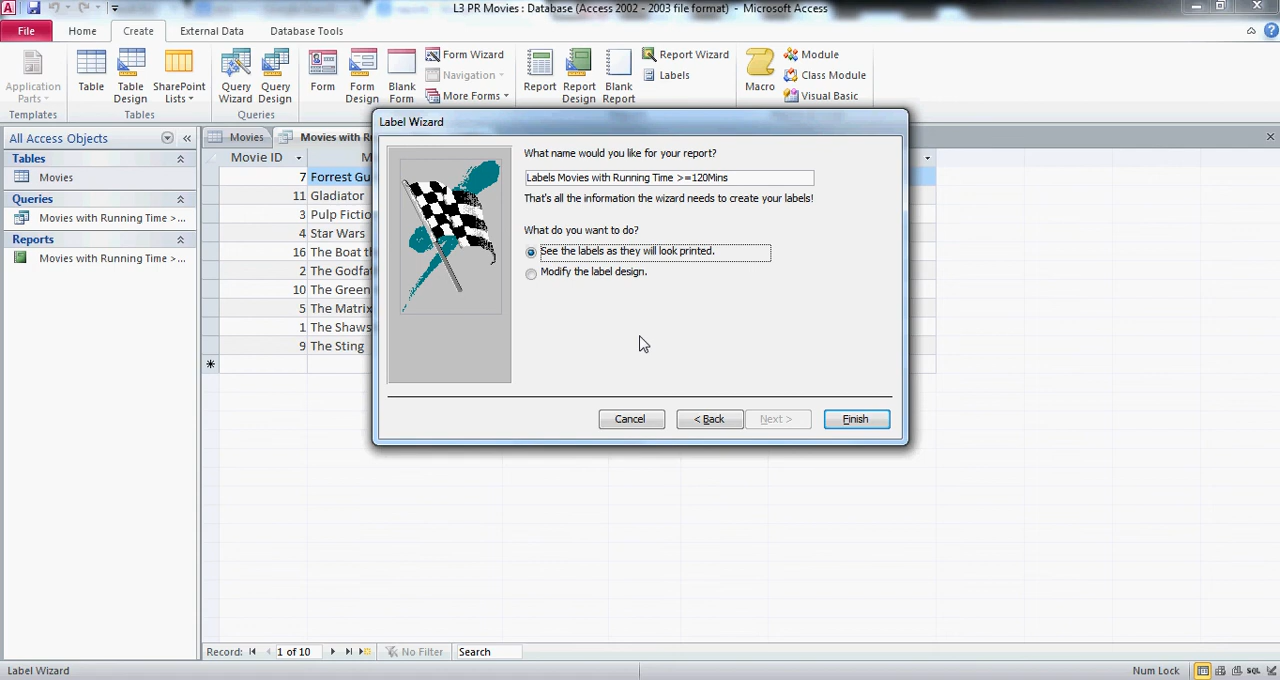 L3 PR Movies : Database (Access 2002 - 2003 file format) - Microsoft Access
File Home Create External Data Database Tools
Application Parts
Table
Table Design
SharePoint Lists
Query Wizard
Query Design
Form
Form Design
Blank Form
Form Wizard
Navigation
More Forms
Report
Report Design
Blank Report
Report Wizard
Labels
Macro
Module
Class Module
Visual Basic
Templates Tables Queries
All Access Objects
Tables
Movies
Queries
Movies with Running Time >...
Reports
Movies with Running Time >...
Movies Movies with R
Movie ID M
7 Forrest Gu
11 Gladiator
3 Pulp Fictio
4 Star Wars
16 The Boat t
2 The Godfa
10 The Green
5 The Matrix
1 The Shaws
9 The Sting
Label Wizard
What name would you like for your report?
Labels Movies with Running Time >=120Mins
That's all the information the wizard needs to create your labels!
What do you want to do?
See the labels as they will look printed.
Modify the label design.
Cancel < Back Next > Finish
Record: 1 of 10 No Filter Search
Label Wizard Num Lock SQL